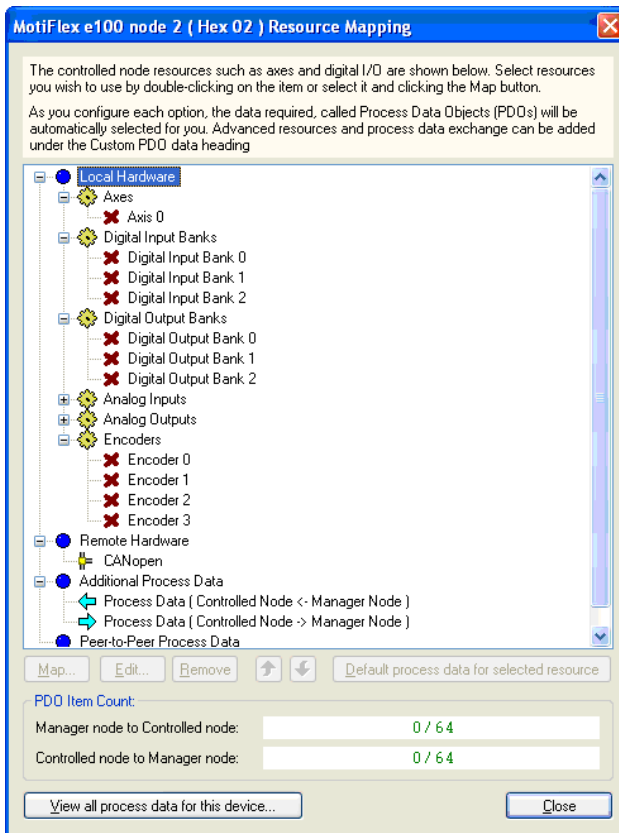 MotiFlex e100 node 2 ( Hex 02 ) Resource Mapping
The controlled node resources such as axes and digital I/O are shown below. Select resources
you wish to use by double-clicking on the item or select it and clicking the Map button.
As you configure each option, the data required, called Process Data Objects (PDOs) will be
automatically selected for you. Advanced resources and process data exchange can be added
under the Custom PDO data heading
Local Hardware
Axes
Axis 0
Digital Input Banks
Digital Input Bank 0
Digital Input Bank 1
Digital Input Bank 2
Digital Output Banks
Digital Output Bank 0
Digital Output Bank 1
Digital Output Bank 2
Analog Inputs
Analog Outputs
Encoders
Encoder 0
Encoder 1
Encoder 2
Encoder 3
Remote Hardware
CANopen
Additional Process Data
Process Data ( Controlled Node <- Manager Node )
Process Data ( Controlled Node -> Manager Node )
Peer-to-Peer Process Data
Map... Edit... Remove Default process data for selected resource
PDO Item Count:
Manager node to Controlled node: 0 / 64
Controlled node to Manager node: 0 / 64
View all process data for this device... Close